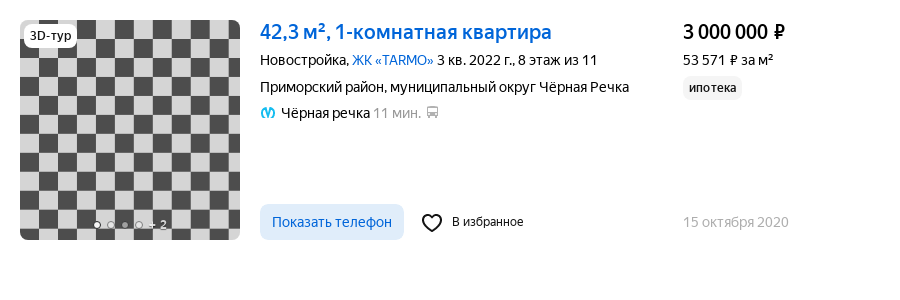 3D-тур
+ 2
42,3 м², 1-комнатная квартира
Новостройка, ЖК «TARMO» 3 кв. 2022 г., 8 этаж из 11
Приморский район, муниципальный округ Чёрная Речка
Чёрная речка 11 мин.
Показать телефон
В избранное
3 000 000 ₽
53 571 ₽ за м²
ипотека
15 октября 2020